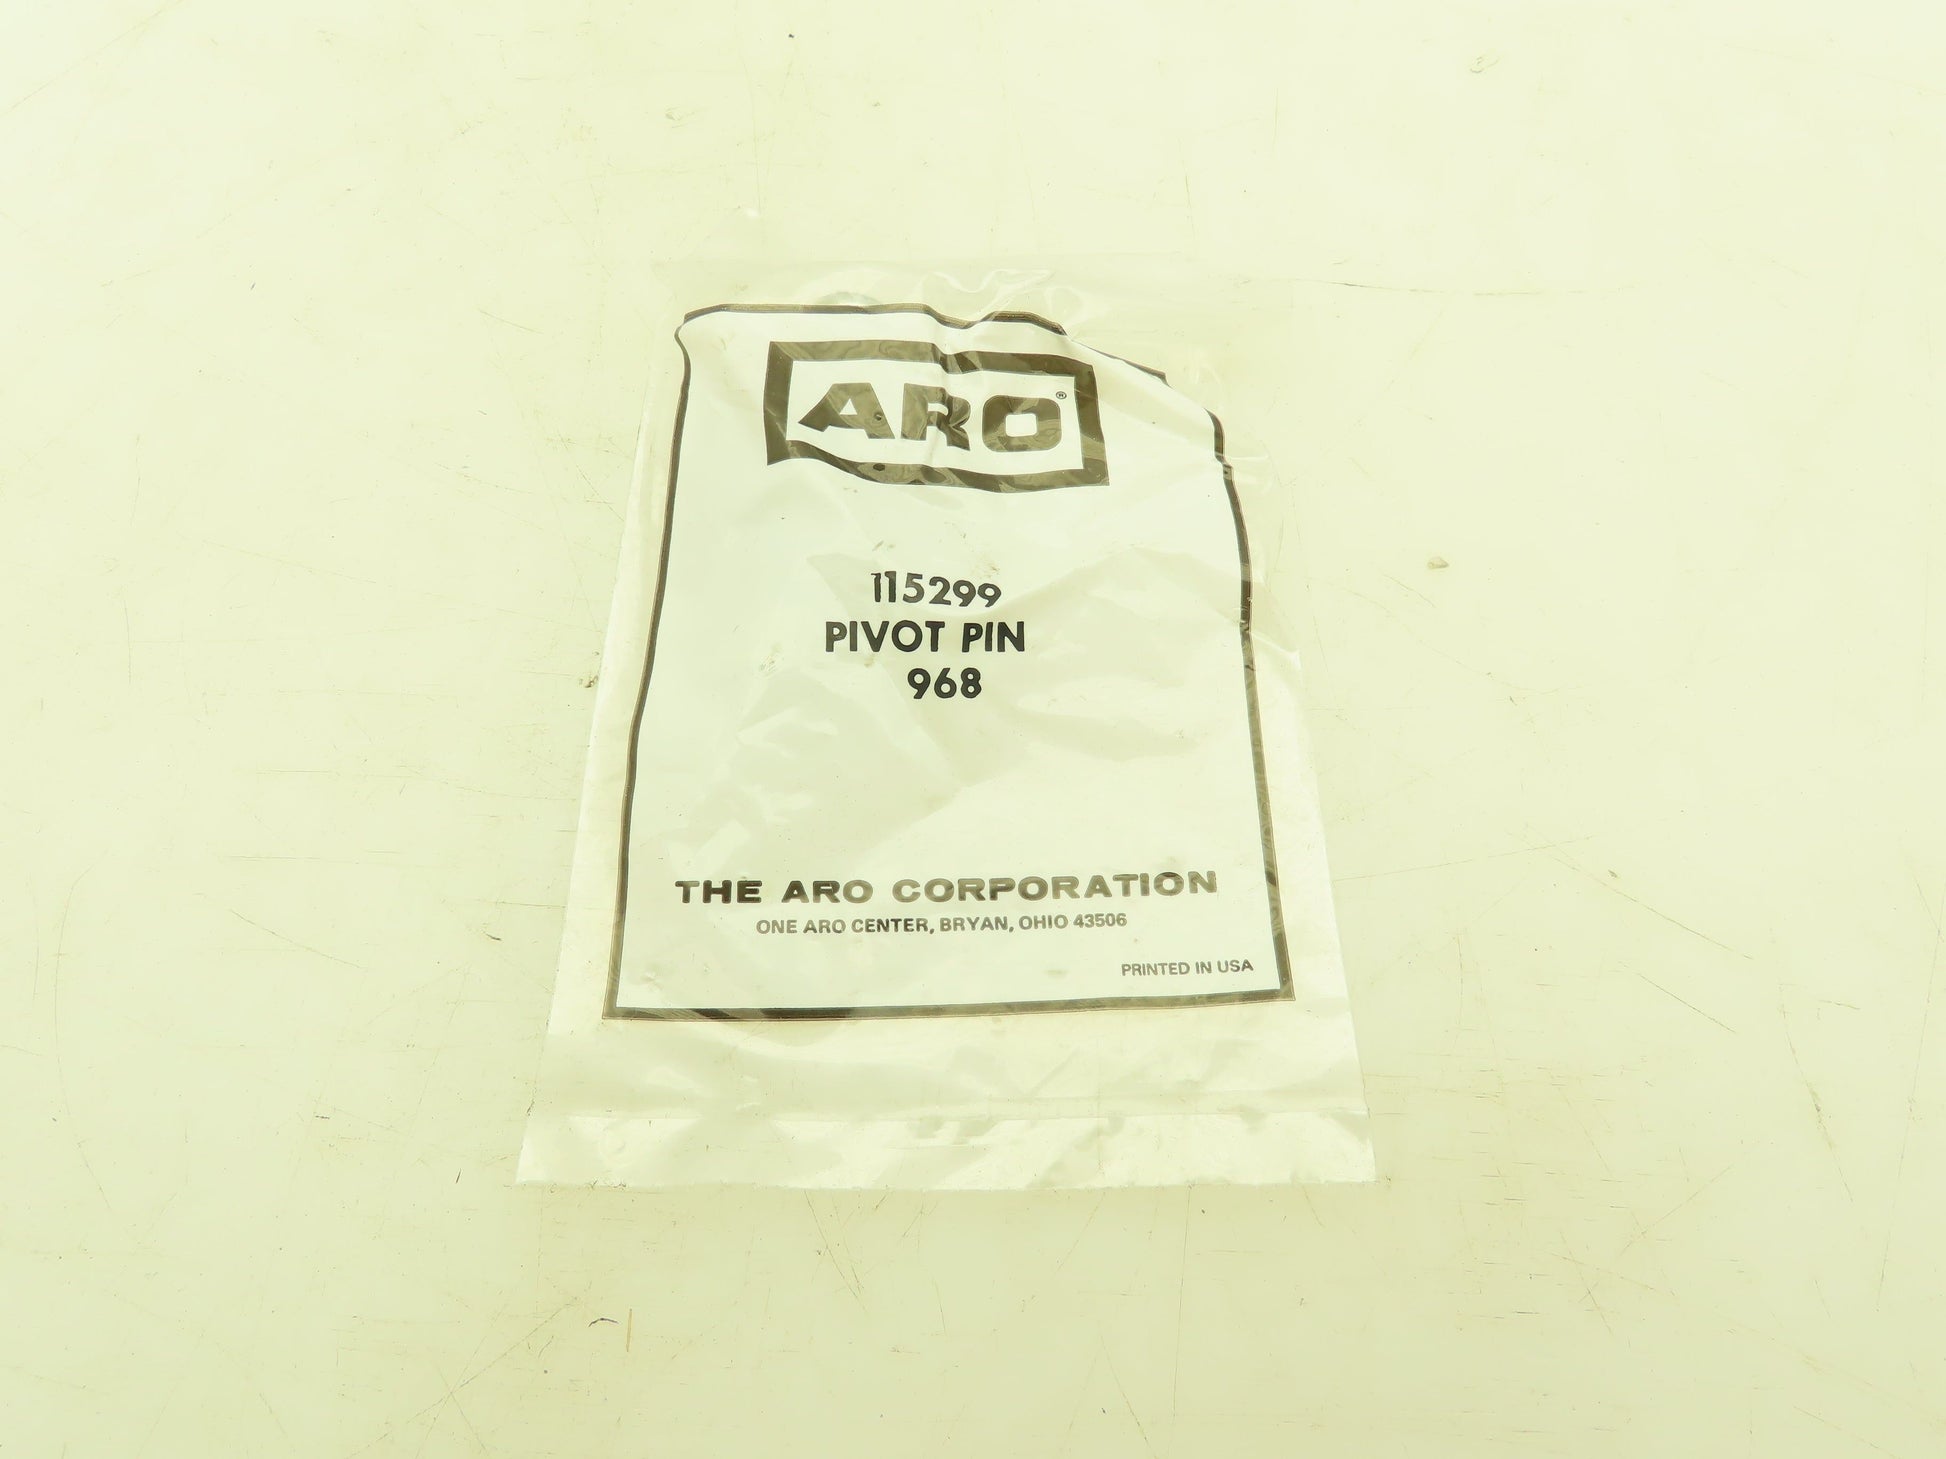 ARO®
115299
PIVOT PIN
968
THE ARO CORPORATION
ONE ARO CENTER, BRYAN, OHIO 43506
PRINTED IN USA